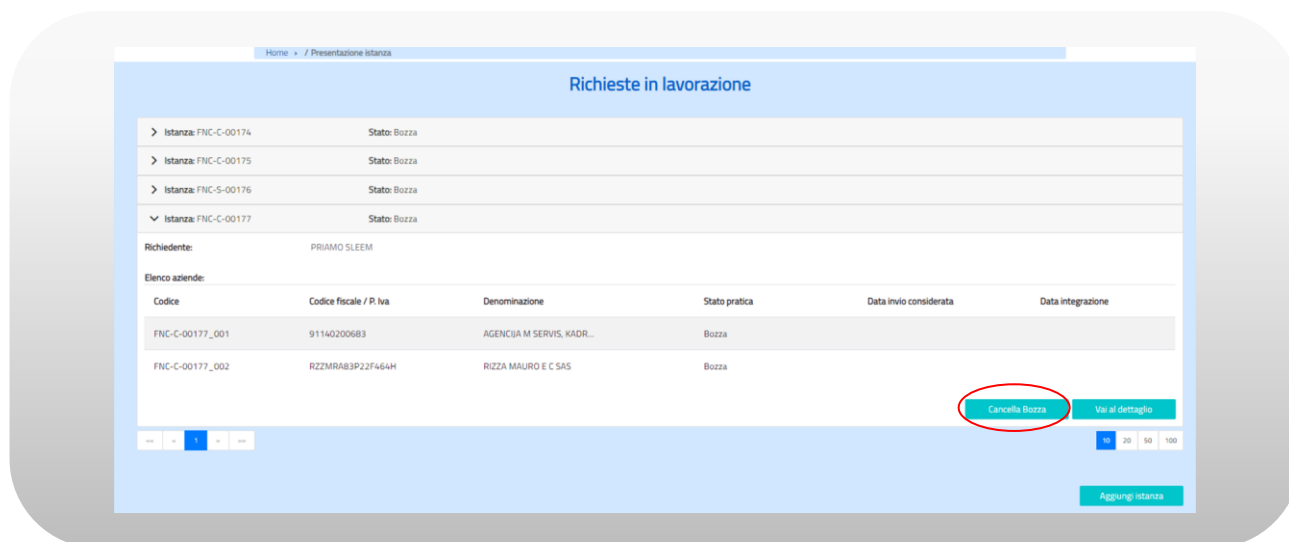 Home › / Presentazione istanza
Richieste in lavorazione
Istanza: FNC-C-00174 Stato: Bozza
Istanza: FNC-C-00175 Stato: Bozza
Istanza: FNC-S-00176 Stato: Bozza
Istanza: FNC-C-00177 Stato: Bozza
Richiedente: PRIAMO SLEEM
Elenco aziende:
Codice Codice fiscale / P. Iva Denominazione Stato pratica Data invio considerata Data integrazione
FNC-C-00177_001 91140200683 AGENCIJA M SERVIS, KADR... Bozza
FNC-C-00177_002 RZZMRA83P22F464H RIZZA MAURO E C SAS Bozza
Cancella Bozza Vai al dettaglio
«« « 1 » »» 10 20 50 100
Aggiungi istanza